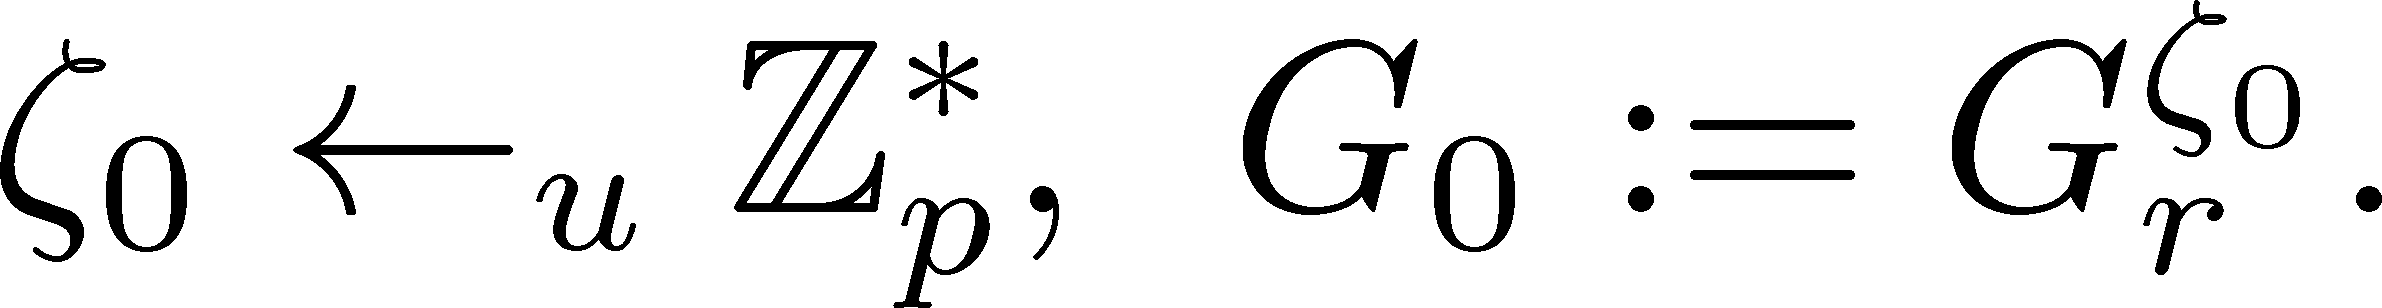 ζ₀ ←ᵤ ℤₚ*, G₀ := Gᵣ^ζ₀.